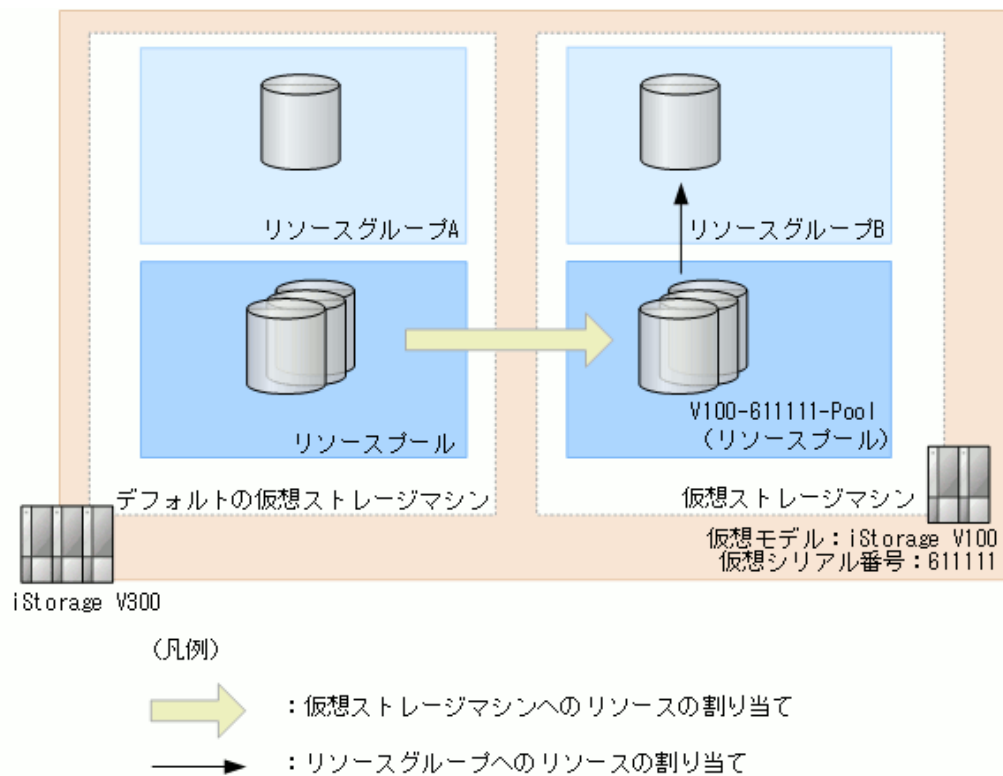 リソースグループA
リソースグループB
リソースプール
V100-611111-Pool
（リソースプール）
デフォルトの仮想ストレージマシン
仮想ストレージマシン
仮想モデル：iStorage V100
仮想シリアル番号：611111
iStorage V300
（凡例）
：仮想ストレージマシンへのリソースの割り当て
：リソースグループへのリソースの割り当て